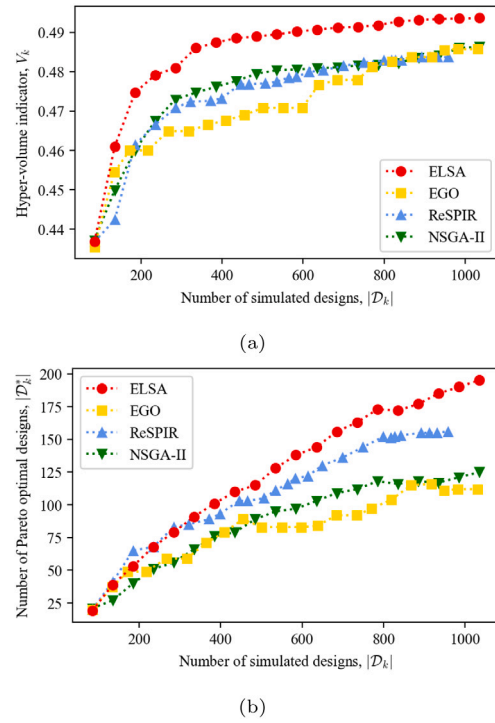 0.49
0.48
0.47
0.46
0.45
0.44
Hyper-volume indicator, V_k
ELSA
EGO
ReSPIR
NSGA-II
200 400 600 800 1000
Number of simulated designs, |𝒟_k|
(a)
200
175
150
125
100
75
50
25
Number of Pareto optimal designs, |𝒟*_k|
ELSA
EGO
ReSPIR
NSGA-II
200 400 600 800 1000
Number of simulated designs, |𝒟_k|
(b)